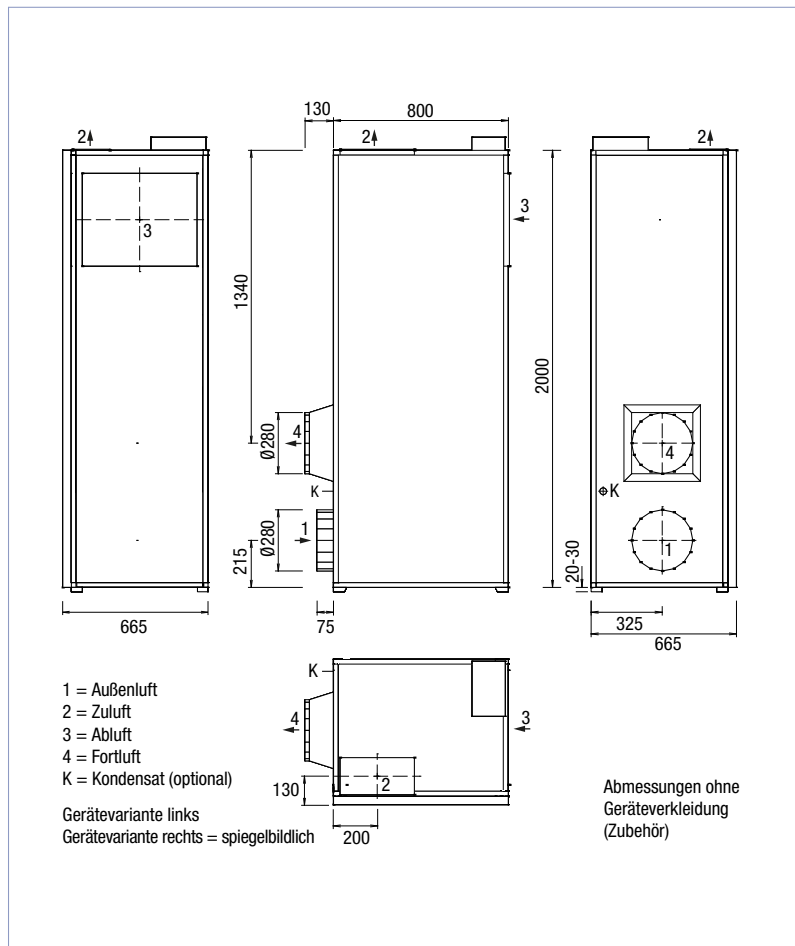 130
800
2
2
2
3
3
1340
2000
Ø280
4
4
K
K
Ø280
1
1
215
20-30
665
75
325
665
K
1 = Außenluft
2 = Zuluft
3 = Abluft
4 = Fortluft
K = Kondensat (optional)
4
3
2
130
200
Gerätevariante links
Gerätevariante rechts = spiegelbildlich
Abmessungen ohne
Geräteverkleidung
(Zubehör)